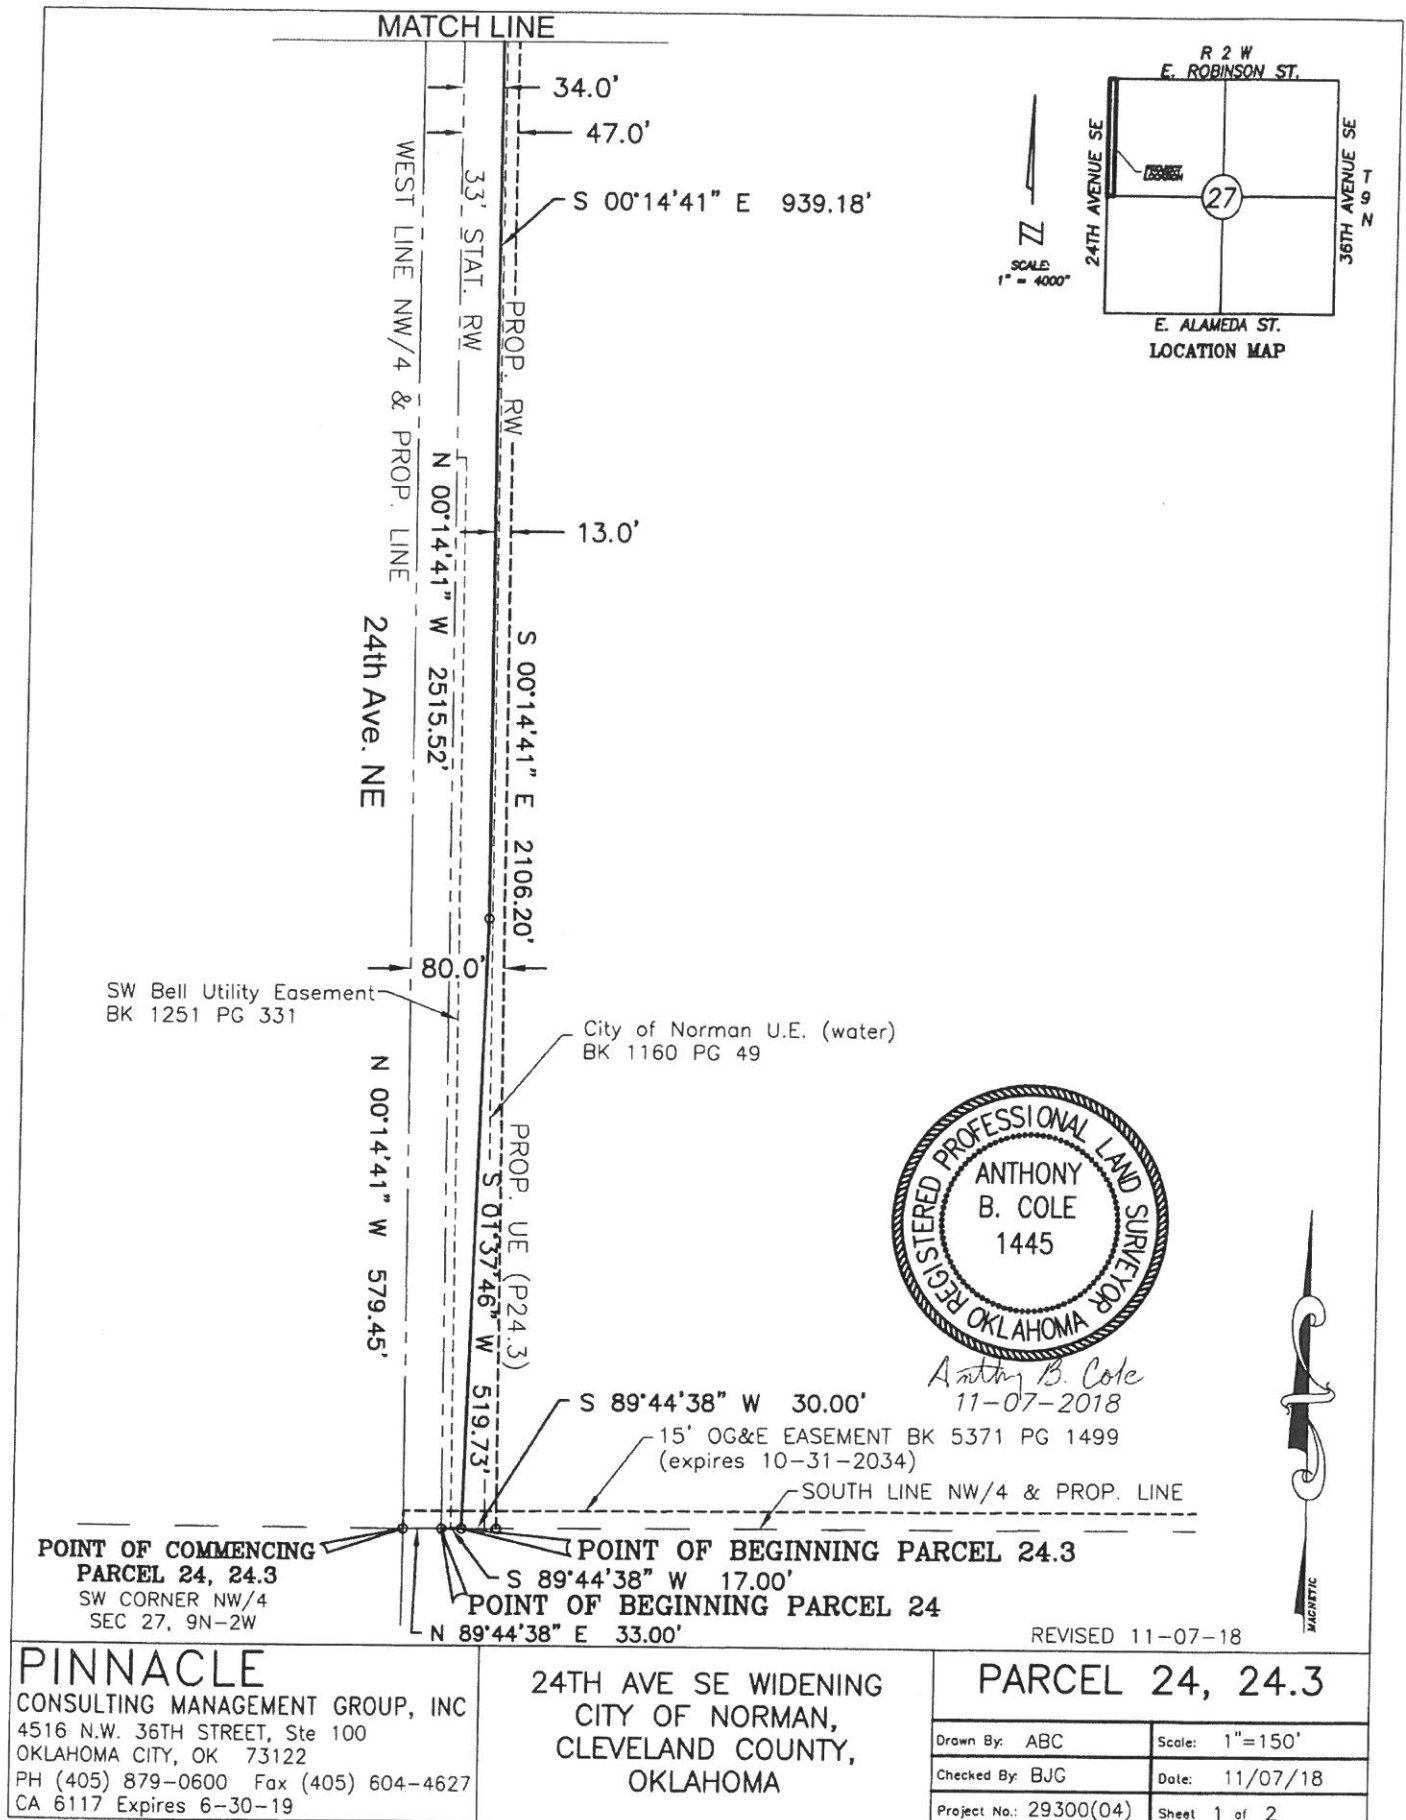 MATCH LINE
34.0'
47.0'
WEST LINE NW/4 & PROP. LINE
33' STAT. RW
S 00°14'41" E 939.18'
PROP. RW
R 2 W
E. ROBINSON ST.
24TH AVENUE SE
PROJECT
LOCATION
27
36TH AVENUE SE
T
9
N
N
SCALE:
1" = 4000"
E. ALAMEDA ST.
LOCATION MAP
N 00°14'41" W 2515.52'
13.0'
24th Ave. NE
S 00°14'41" E 2106.20'
80.0'
SW Bell Utility Easement
BK 1251 PG 331
City of Norman U.E. (water)
BK 1160 PG 49
N 00°14'41" W 579.45'
PROP. UE (P24.3)
S 01°37'46" W 519.73'
REGISTERED PROFESSIONAL LAND SURVEYOR
ANTHONY
B. COLE
1445
OKLAHOMA
Anthony B. Cole
11-07-2018
S 89°44'38" W 30.00'
15' OG&E EASEMENT BK 5371 PG 1499
(expires 10-31-2034)
SOUTH LINE NW/4 & PROP. LINE
POINT OF COMMENCING
PARCEL 24, 24.3
SW CORNER NW/4
SEC 27, 9N-2W
POINT OF BEGINNING PARCEL 24.3
S 89°44'38" W 17.00'
POINT OF BEGINNING PARCEL 24
N 89°44'38" E 33.00'
MAGNETIC
REVISED 11-07-18
PINNACLE
CONSULTING MANAGEMENT GROUP, INC
4516 N.W. 36TH STREET, Ste 100
OKLAHOMA CITY, OK 73122
PH (405) 879-0600 Fax (405) 604-4627
CA 6117 Expires 6-30-19
24TH AVE SE WIDENING
CITY OF NORMAN,
CLEVELAND COUNTY,
OKLAHOMA
PARCEL 24, 24.3
Drawn By: ABC
Scale: 1"=150'
Checked By: BJG
Date: 11/07/18
Project No.: 29300(04)
Sheet 1 of 2